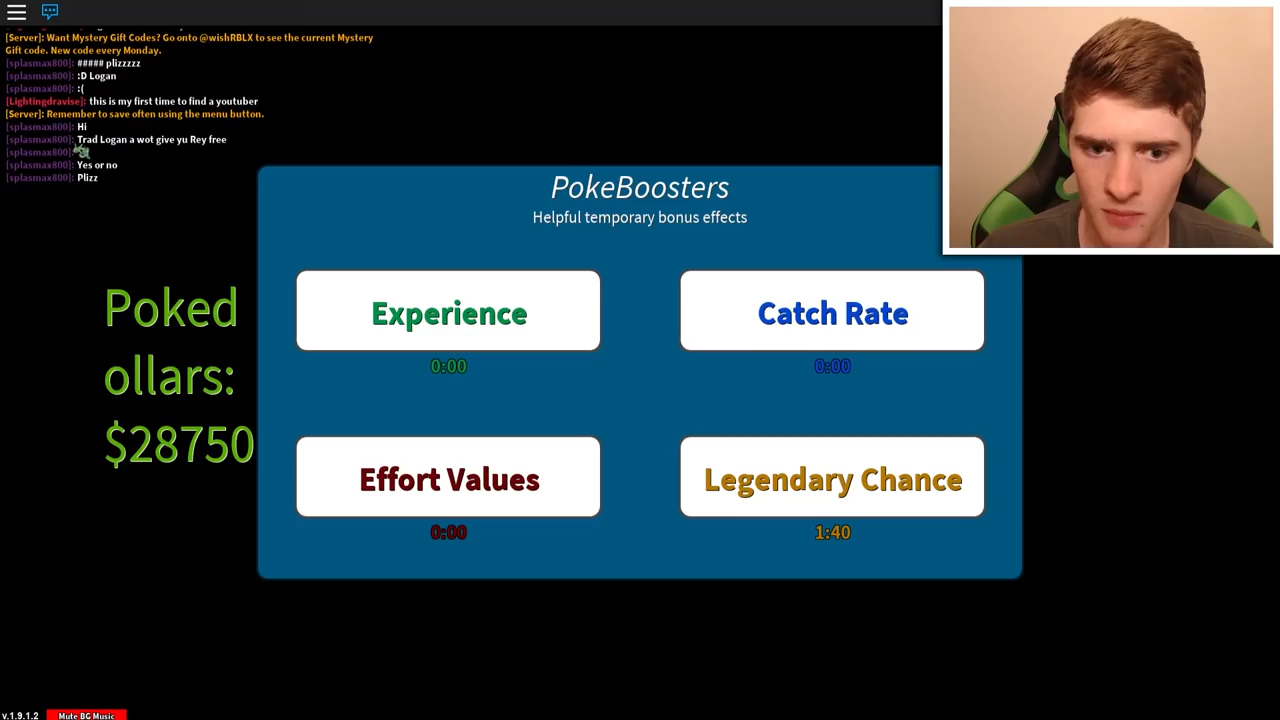 [Server]: Want Mystery Gift Codes? Go onto @wishRBLX to see the current Mystery
Gift code. New code every Monday.
[splasmax800]: ##### plizzzzz
[splasmax800]: :D Logan
[splasmax800]: :(
[Lightingdravise]: this is my first time to find a youtuber
[Server]: Remember to save often using the menu button.
[splasmax800]: Hi
[splasmax800]: Trad Logan a wot give yu Rey free
[splasmax800]:
[splasmax800]: Yes or no
[splasmax800]: Plizz
PokeBoosters
Helpful temporary bonus effects
Experience
0:00
Catch Rate
0:00
Effort Values
0:00
Legendary Chance
1:40
Poked
ollars:
$28750
v.1.9.1.2
Mute BG Music